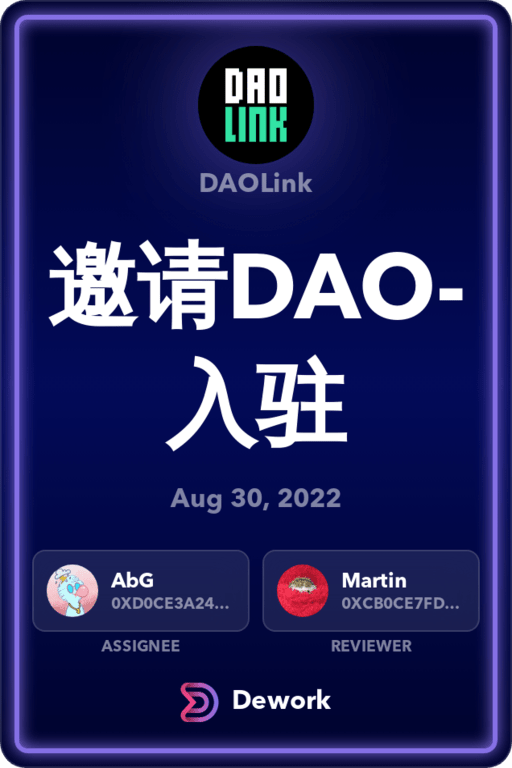 DAO
LINK
DAOLink
邀请DAO-
入驻
Aug 30, 2022
AbG
0XD0CE3A24...
ASSIGNEE
Martin
0XCB0CE7FD...
REVIEWER
Dework